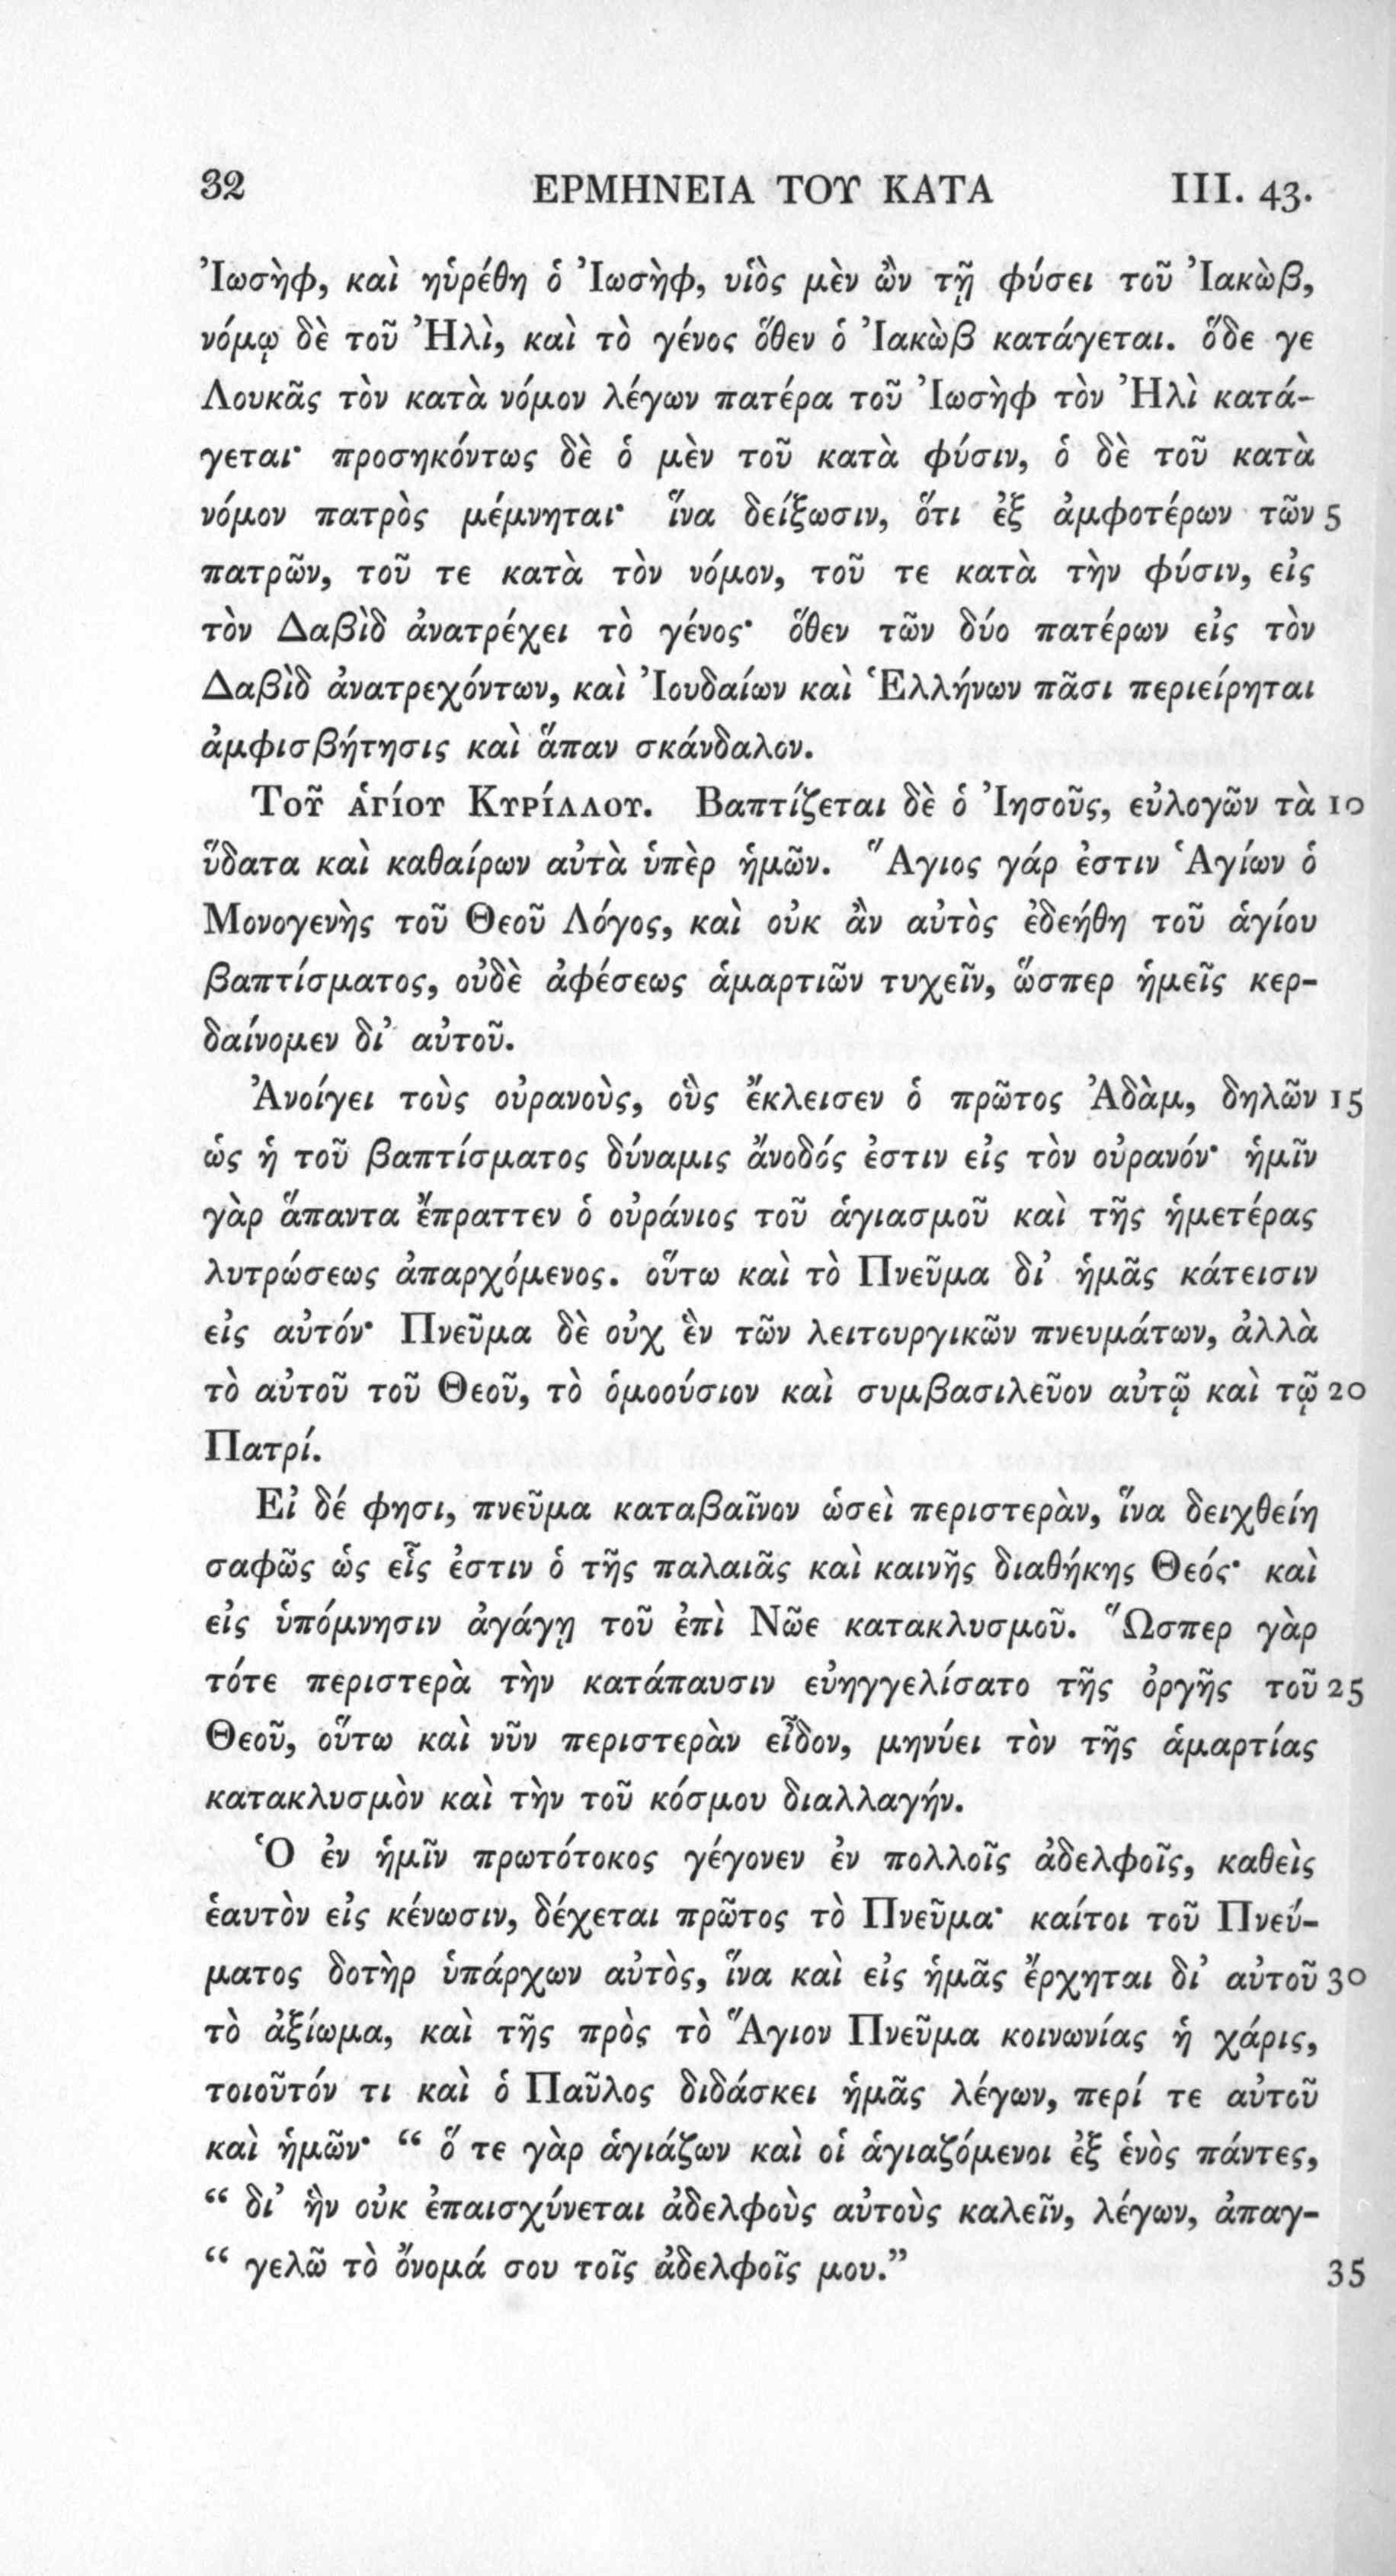 32 ΕΡΜΗΝΕΙΑ ΤΟΥ ΚΑΤΑ III. 43.
Ἰωσὴφ, καὶ ηὑρέθη ὁ Ἰωσὴφ, υἱὸς μὲν ὢν τῇ φύσει τοῦ Ἰακὼβ,
νόμῳ δὲ τοῦ Ἠλὶ, καὶ τὸ γένος ὅθεν ὁ Ἰακὼβ κατάγεται. ὅδε γε
Λουκᾶς τὸν κατὰ νόμον λέγων πατέρα τοῦ Ἰωσὴφ τὸν Ἠλὶ κατά-
γεται· προσηκόντως δὲ ὁ μὲν τοῦ κατὰ φύσιν, ὁ δὲ τοῦ κατὰ
νόμον πατρὸς μέμνηται· ἵνα δείξωσιν, ὅτι ἐξ ἀμφοτέρων τῶν 5
πατρῶν, τοῦ τε κατὰ τὸν νόμον, τοῦ τε κατὰ τὴν φύσιν, εἰς
τὸν Δαβὶδ ἀνατρέχει τὸ γένος· ὅθεν τῶν δύο πατέρων εἰς τὸν
Δαβὶδ ἀνατρεχόντων, καὶ Ἰουδαίων καὶ Ἑλλήνων πᾶσι περιείρηται
ἀμφισβήτησις καὶ ἅπαν σκάνδαλον.
Τοῦ ἁγίου Κυρίλλου. Βαπτίζεται δὲ ὁ Ἰησοῦς, εὐλογῶν τὰ 10
ὕδατα καὶ καθαίρων αὐτὰ ὑπὲρ ἡμῶν. Ἅγιος γάρ ἐστιν Ἁγίων ὁ
Μονογενὴς τοῦ Θεοῦ Λόγος, καὶ οὐκ ἂν αὐτὸς ἐδεήθη τοῦ ἁγίου
βαπτίσματος, οὐδὲ ἀφέσεως ἁμαρτιῶν τυχεῖν, ὥσπερ ἡμεῖς κερ-
δαίνομεν δι’ αὐτοῦ.
Ἀνοίγει τοὺς οὐρανοὺς, οὓς ἔκλεισεν ὁ πρῶτος Ἀδὰμ, δηλῶν 15
ὡς ἡ τοῦ βαπτίσματος δύναμις ἄνοδός ἐστιν εἰς τὸν οὐρανόν· ἡμῖν
γὰρ ἅπαντα ἔπραττεν ὁ οὐράνιος τοῦ ἁγιασμοῦ καὶ τῆς ἡμετέρας
λυτρώσεως ἀπαρχόμενος. οὕτω καὶ τὸ Πνεῦμα δι’ ἡμᾶς κάτεισιν
εἰς αὐτόν· Πνεῦμα δὲ οὐχ ἓν τῶν λειτουργικῶν πνευμάτων, ἀλλὰ
τὸ αὐτοῦ τοῦ Θεοῦ, τὸ ὁμοούσιον καὶ συμβασιλεῦον αὐτῷ καὶ τῷ 20
Πατρί.
Εἰ δέ φησι, πνεῦμα καταβαῖνον ὡσεὶ περιστερὰν, ἵνα δειχθείη
σαφῶς ὡς εἷς ἐστιν ὁ τῆς παλαιᾶς καὶ καινῆς διαθήκης Θεός· καὶ
εἰς ὑπόμνησιν ἀγάγῃ τοῦ ἐπὶ Νῶε κατακλυσμοῦ. Ὥσπερ γὰρ
τότε περιστερὰ τὴν κατάπαυσιν εὐηγγελίσατο τῆς ὀργῆς τοῦ 25
Θεοῦ, οὕτω καὶ νῦν περιστερὰν εἶδον, μηνύει τὸν τῆς ἁμαρτίας
κατακλυσμὸν καὶ τὴν τοῦ κόσμου διαλλαγήν.
Ὁ ἐν ἡμῖν πρωτότοκος γέγονεν ἐν πολλοῖς ἀδελφοῖς, καθεὶς
ἑαυτὸν εἰς κένωσιν, δέχεται πρῶτος τὸ Πνεῦμα· καίτοι τοῦ Πνεύ-
ματος δοτὴρ ὑπάρχων αὐτὸς, ἵνα καὶ εἰς ἡμᾶς ἔρχηται δι’ αὐτοῦ 30
τὸ ἀξίωμα, καὶ τῆς πρὸς τὸ Ἅγιον Πνεῦμα κοινωνίας ἡ χάρις,
τοιοῦτόν τι καὶ ὁ Παῦλος διδάσκει ἡμᾶς λέγων, περί τε αὐτοῦ
καὶ ἡμῶν· “ ὅ τε γὰρ ἁγιάζων καὶ οἱ ἁγιαζόμενοι ἐξ ἑνὸς πάντες,
“ δι’ ἣν οὐκ ἐπαισχύνεται ἀδελφοὺς αὐτοὺς καλεῖν, λέγων, ἀπαγ-
“ γελῶ τὸ ὄνομά σου τοῖς ἀδελφοῖς μου.” 35